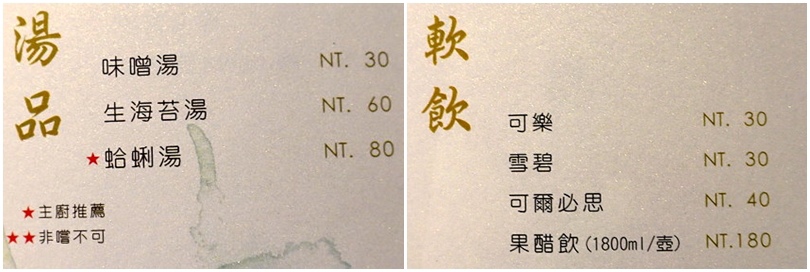 湯品
味噌湯 NT. 30
生海苔湯 NT. 60
★蛤蜊湯 NT. 80
★主廚推薦
★★非嚐不可
軟飲
可樂 NT. 30
雪碧 NT. 30
可爾必思 NT. 40
果醋飲(1800ml/壺) NT.180